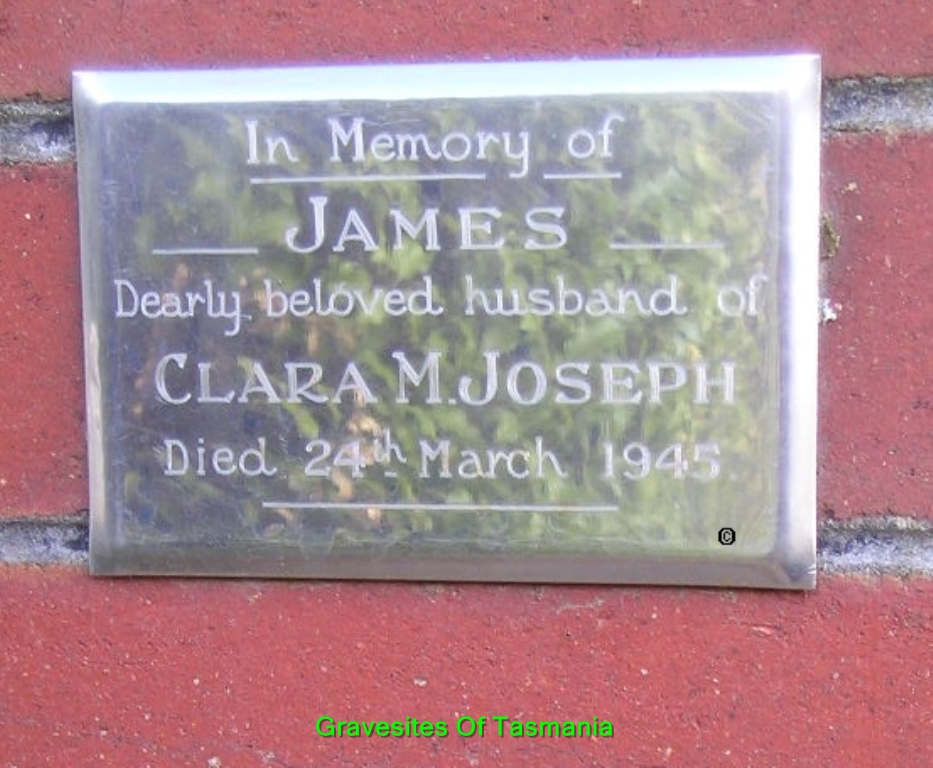 In Memory of
JAMES
Dearly beloved husband of
CLARA M. JOSEPH
Died 24th March 1945.
©
Gravesites Of Tasmania